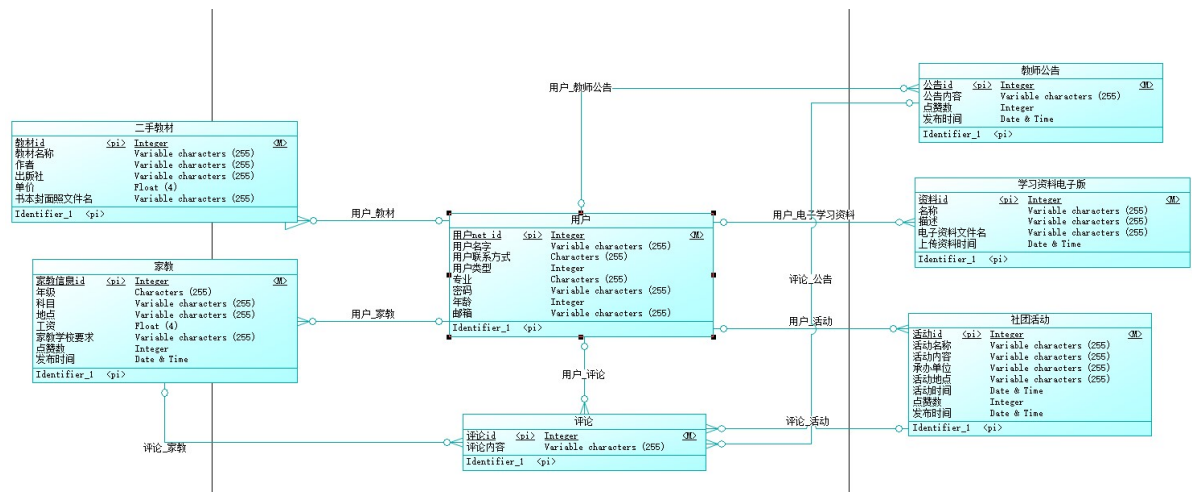 教师公告
公告id <pi> Integer <M>
公告内容 Variable characters (255)
点赞数 Integer
发布时间 Date & Time
Identifier_1 <pi>
用户_教师公告
二手教材
教材id <pi> Integer <M>
教材名称 Variable characters (255)
作者 Variable characters (255)
出版社 Variable characters (255)
单价 Float (4)
书本封面照文件名 Variable characters (255)
Identifier_1 <pi>
用户_教材
用户
用户net_id <pi> Integer <M>
用户名字 Variable characters (255)
用户联系方式 Characters (255)
用户类型 Integer
专业 Characters (255)
密码 Variable characters (255)
年龄 Integer
邮箱 Variable characters (255)
Identifier_1 <pi>
用户_电子学习资料
学习资料电子版
资料id <pi> Integer <M>
名称 Variable characters (255)
描述 Variable characters (255)
电子资料文件名 Variable characters (255)
上传资料时间 Date & Time
Identifier_1 <pi>
家教
家教信息id <pi> Integer <M>
年级 Characters (255)
科目 Variable characters (255)
地点 Variable characters (255)
工资 Float (4)
家教学校要求 Variable characters (255)
点赞数 Integer
发布时间 Date & Time
Identifier_1 <pi>
用户_家教
评论_公告
用户_活动
社团活动
活动id <pi> Integer <M>
活动名称 Variable characters (255)
活动内容 Variable characters (255)
承办单位 Variable characters (255)
活动地点 Variable characters (255)
活动时间 Date & Time
点赞数 Integer
发布时间 Date & Time
Identifier_1 <pi>
用户_评论
评论
评论id <pi> Integer <M>
评论内容 Variable characters (255)
Identifier_1 <pi>
评论_活动
评论_家教